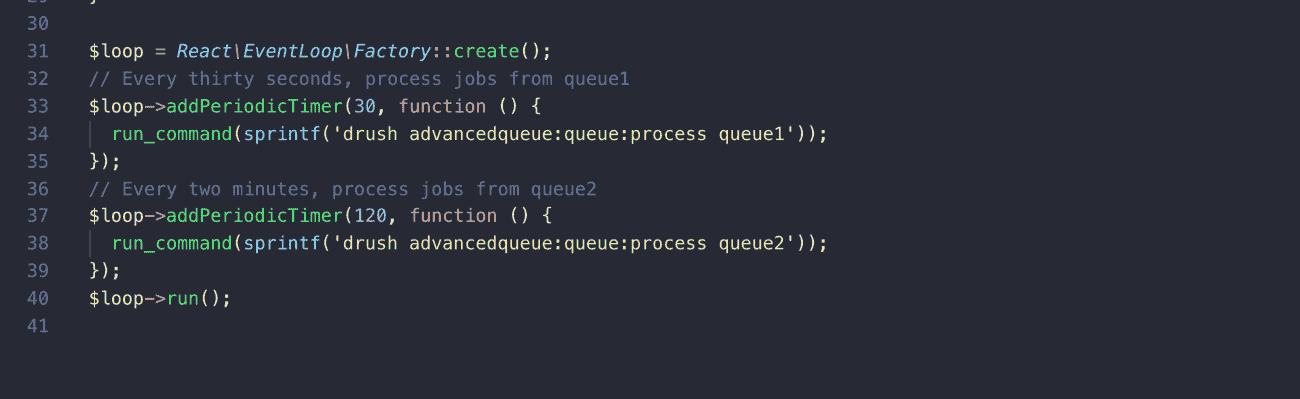 30
31 $loop = React\EventLoop\Factory::create();
32 // Every thirty seconds, process jobs from queue1
33 $loop->addPeriodicTimer(30, function () {
34 run_command(sprintf('drush advancedqueue:queue:process queue1'));
35 });
36 // Every two minutes, process jobs from queue2
37 $loop->addPeriodicTimer(120, function () {
38 run_command(sprintf('drush advancedqueue:queue:process queue2'));
39 });
40 $loop->run();
41